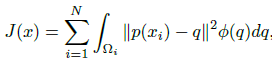 J(x) = \sum_{i=1}^{N} \int_{\Omega_i} \|p(x_i) - q\|^2 \phi(q) dq,